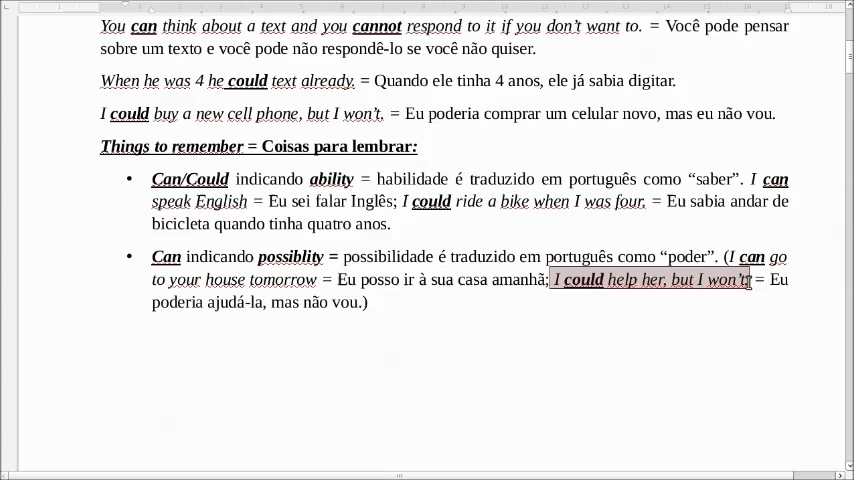 You can think about a text and you cannot respond to it if you don't want to. = Você pode pensar
sobre um texto e você pode não respondê-lo se você não quiser.
When he was 4 he could text already. = Quando ele tinha 4 anos, ele já sabia digitar.
I could buy a new cell phone, but I won't. = Eu poderia comprar um celular novo, mas eu não vou.
Things to remember = Coisas para lembrar:
• Can/Could indicando ability = habilidade é traduzido em português como “saber”. I can
speak English = Eu sei falar Inglês; I could ride a bike when I was four. = Eu sabia andar de
bicicleta quando tinha quatro anos.
• Can indicando possiblity = possibilidade é traduzido em português como “poder”. (I can go
to your house tomorrow = Eu posso ir à sua casa amanhã; I could help her, but I won't. = Eu
poderia ajudá-la, mas não vou.)